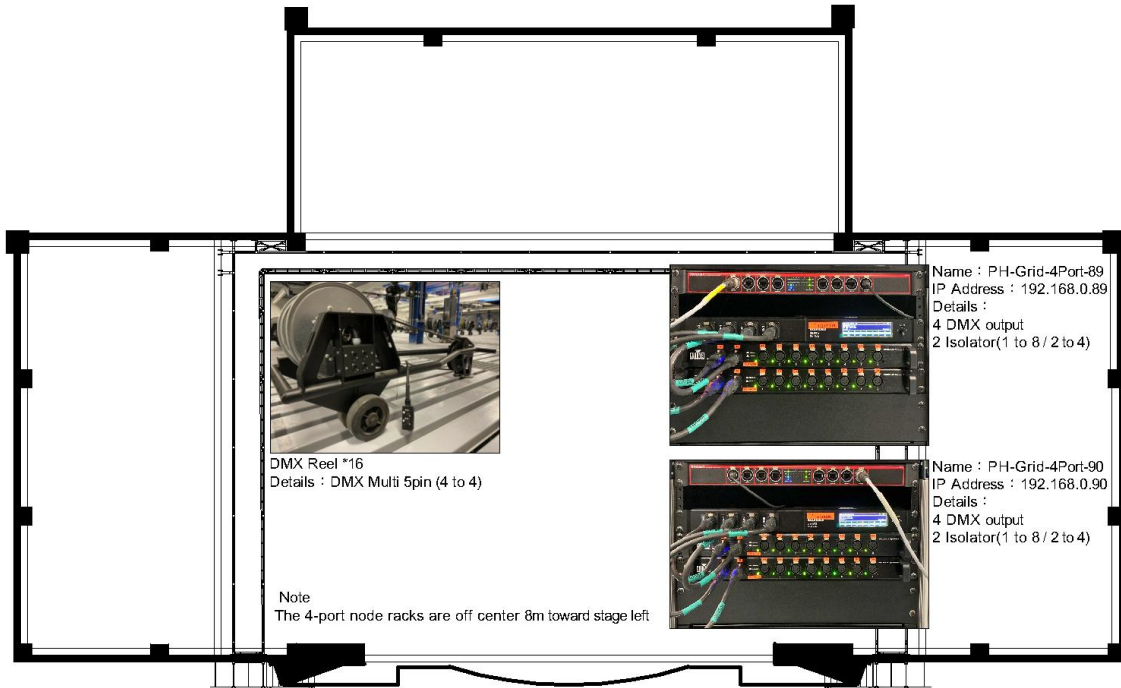 Name：PH-Grid-4Port-89
IP Address：192.168.0.89
Details：
4 DMX output
2 Isolator(1 to 8 / 2 to 4)
DMX Reel *16
Details：DMX Multi 5pin (4 to 4)
Name：PH-Grid-4Port-90
IP Address：192.168.0.90
Details：
4 DMX output
2 Isolator(1 to 8 / 2 to 4)
Note
The 4-port node racks are off center 8m toward stage left